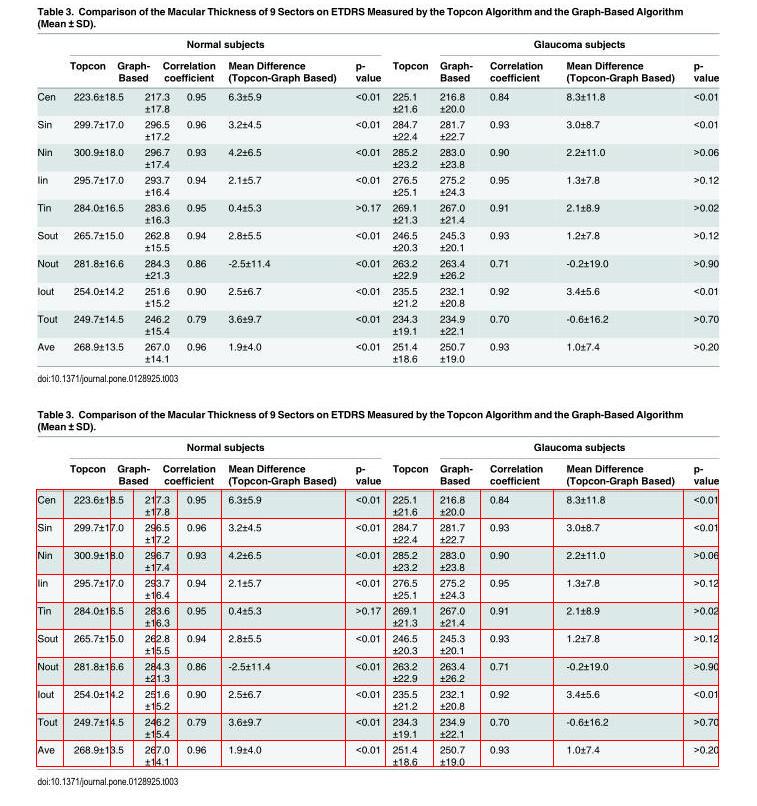 Table 3. Comparison of the Macular Thickness of 9 Sectors on ETDRS Measured by the Topcon Algorithm and the Graph-Based Algorithm
(Mean ± SD).
Normal subjects Glaucoma subjects
Topcon Graph- Correlation Mean Difference p- Topcon Graph- Correlation Mean Difference p-
Based coefficient (Topcon-Graph Based) value Based coefficient (Topcon-Graph Based) value
Cen 223.6±18.5 217.3 0.95 6.3±5.9 <0.01 225.1 216.8 0.84 8.3±11.8 <0.01
±17.8 ±21.6 ±20.0
Sin 299.7±17.0 296.5 0.96 3.2±4.5 <0.01 284.7 281.7 0.93 3.0±8.7 <0.01
±17.2 ±22.4 ±22.7
Nin 300.9±18.0 296.7 0.93 4.2±6.5 <0.01 285.2 283.0 0.90 2.2±11.0 >0.06
±17.4 ±23.2 ±23.8
Iin 295.7±17.0 293.7 0.94 2.1±5.7 <0.01 276.5 275.2 0.95 1.3±7.8 >0.12
±16.4 ±25.1 ±24.3
Tin 284.0±16.5 283.6 0.95 0.4±5.3 >0.17 269.1 267.0 0.91 2.1±8.9 >0.02
±16.3 ±21.3 ±21.4
Sout 265.7±15.0 262.8 0.94 2.8±5.5 <0.01 246.5 245.3 0.93 1.2±7.8 >0.12
±15.5 ±20.3 ±20.1
Nout 281.8±16.6 284.3 0.86 -2.5±11.4 <0.01 263.2 263.4 0.71 -0.2±19.0 >0.90
±21.3 ±22.9 ±26.2
Iout 254.0±14.2 251.6 0.90 2.5±6.7 <0.01 235.5 232.1 0.92 3.4±5.6 <0.01
±15.2 ±21.2 ±20.8
Tout 249.7±14.5 246.2 0.79 3.6±9.7 <0.01 234.3 234.9 0.70 -0.6±16.2 >0.70
±15.4 ±19.1 ±22.1
Ave 268.9±13.5 267.0 0.96 1.9±4.0 <0.01 251.4 250.7 0.93 1.0±7.4 >0.20
±14.1 ±18.6 ±19.0
doi:10.1371/journal.pone.0128925.t003
Table 3. Comparison of the Macular Thickness of 9 Sectors on ETDRS Measured by the Topcon Algorithm and the Graph-Based Algorithm
(Mean ± SD).
Normal subjects Glaucoma subjects
Topcon Graph- Correlation Mean Difference p- Topcon Graph- Correlation Mean Difference p-
Based coefficient (Topcon-Graph Based) value Based coefficient (Topcon-Graph Based) value
Cen 223.6±18.5 217.3 0.95 6.3±5.9 <0.01 225.1 216.8 0.84 8.3±11.8 <0.01
±17.8 ±21.6 ±20.0
Sin 299.7±17.0 296.5 0.96 3.2±4.5 <0.01 284.7 281.7 0.93 3.0±8.7 <0.01
±17.2 ±22.4 ±22.7
Nin 300.9±18.0 296.7 0.93 4.2±6.5 <0.01 285.2 283.0 0.90 2.2±11.0 >0.06
±17.4 ±23.2 ±23.8
Iin 295.7±17.0 293.7 0.94 2.1±5.7 <0.01 276.5 275.2 0.95 1.3±7.8 >0.12
±16.4 ±25.1 ±24.3
Tin 284.0±16.5 283.6 0.95 0.4±5.3 >0.17 269.1 267.0 0.91 2.1±8.9 >0.02
±16.3 ±21.3 ±21.4
Sout 265.7±15.0 262.8 0.94 2.8±5.5 <0.01 246.5 245.3 0.93 1.2±7.8 >0.12
±15.5 ±20.3 ±20.1
Nout 281.8±16.6 284.3 0.86 -2.5±11.4 <0.01 263.2 263.4 0.71 -0.2±19.0 >0.90
±21.3 ±22.9 ±26.2
Iout 254.0±14.2 251.6 0.90 2.5±6.7 <0.01 235.5 232.1 0.92 3.4±5.6 <0.01
±15.2 ±21.2 ±20.8
Tout 249.7±14.5 246.2 0.79 3.6±9.7 <0.01 234.3 234.9 0.70 -0.6±16.2 >0.70
±15.4 ±19.1 ±22.1
Ave 268.9±13.5 267.0 0.96 1.9±4.0 <0.01 251.4 250.7 0.93 1.0±7.4 >0.20
±14.1 ±18.6 ±19.0
doi:10.1371/journal.pone.0128925.t003